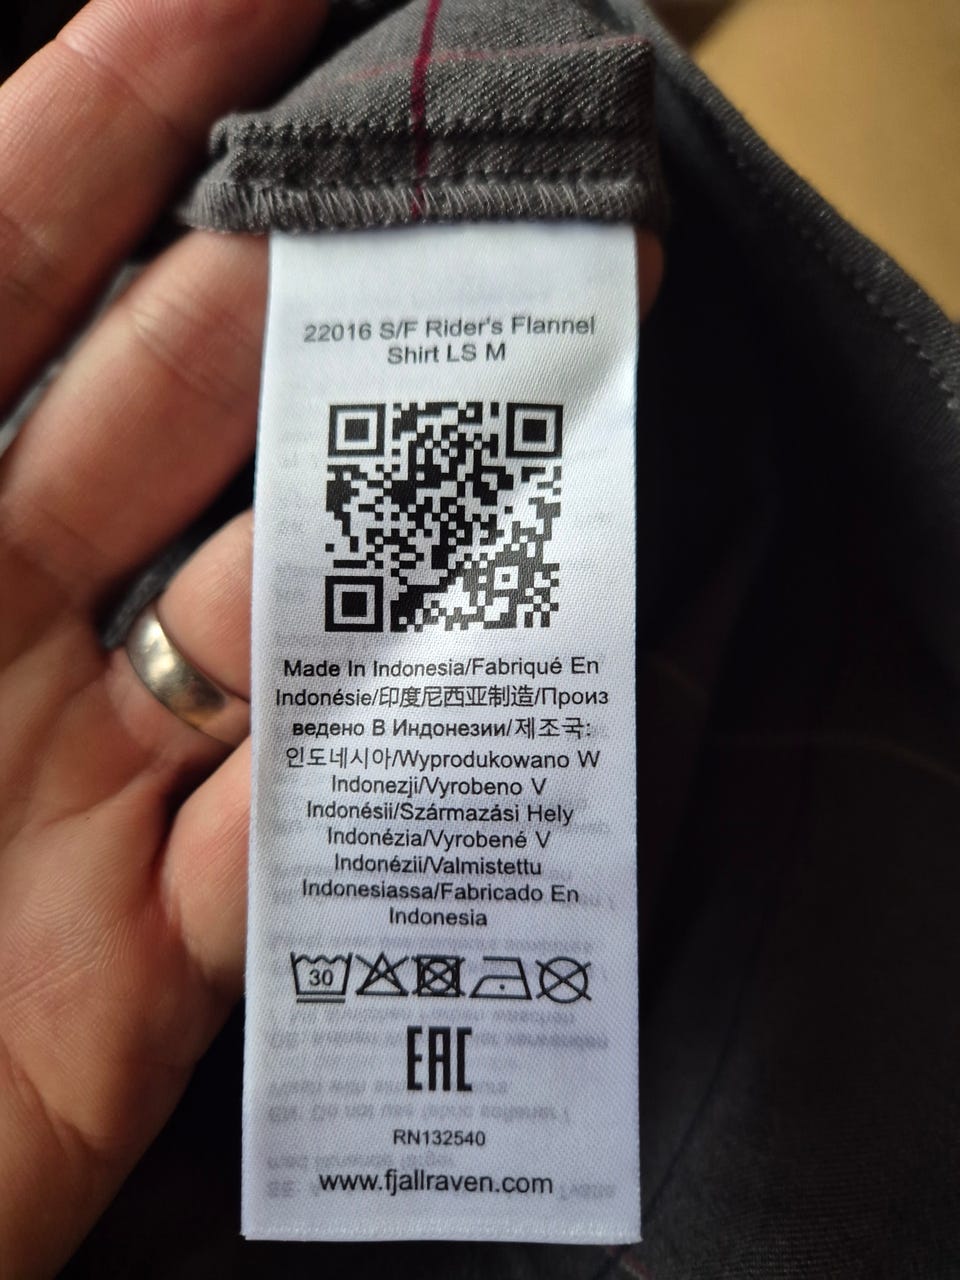 22016 S/F Rider's Flannel
Shirt LS M
Made In Indonesia/Fabriqué En
Indonésie/印度尼西亚制造/Произ
ведено В Индонезии/제조국:
인도네시아/Wyprodukowano W
Indonezji/Vyrobeno V
Indonésii/Származási Hely
Indonézia/Vyrobené V
Indonézii/Valmistettu
Indonesiassa/Fabricado En
Indonesia
30
EAC
RN132540
www.fjallraven.com